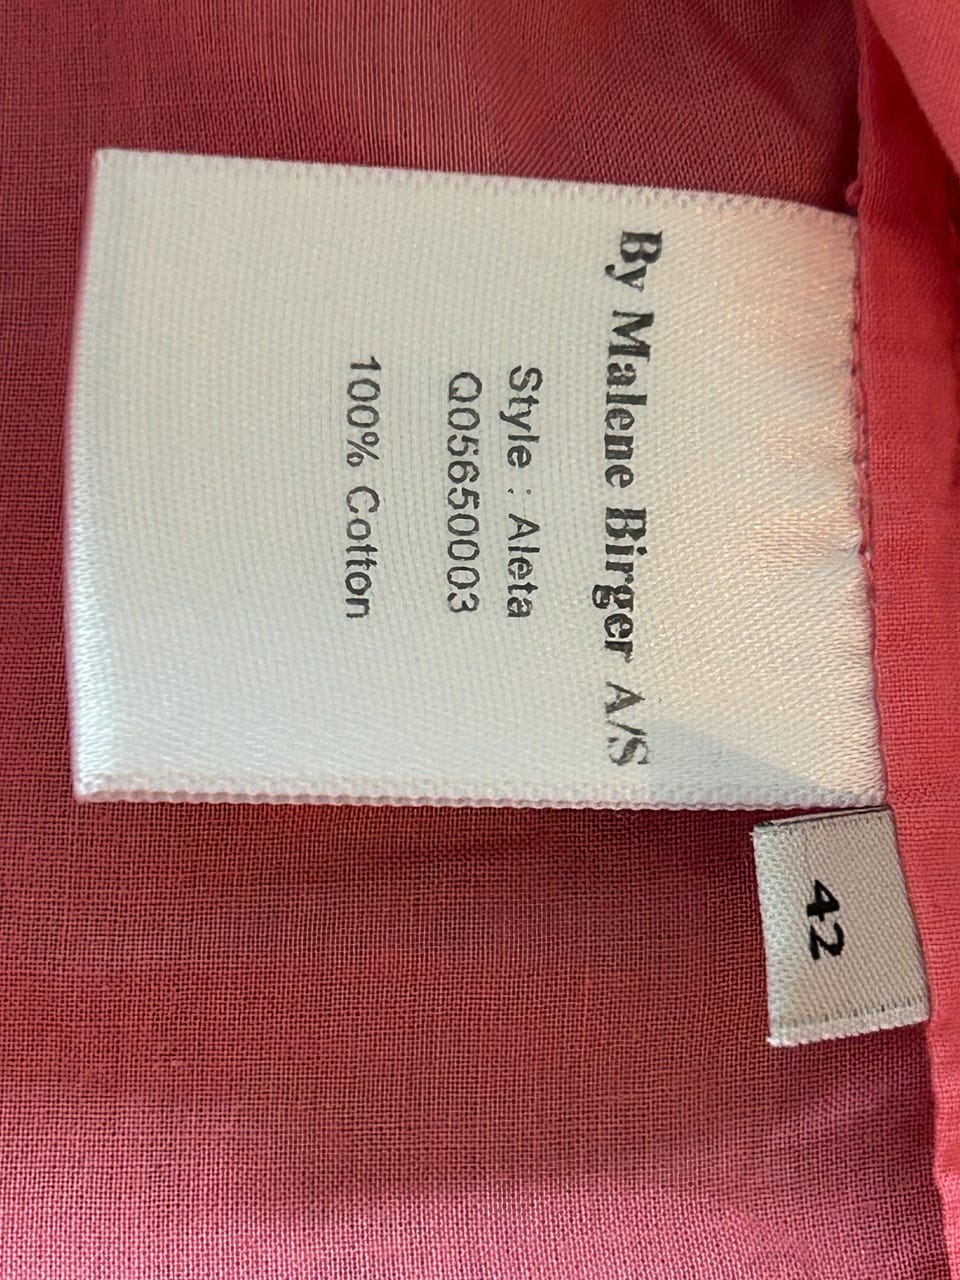 By Malene Birger A/S
Style : Aleta
Q05650003
100% Cotton
42